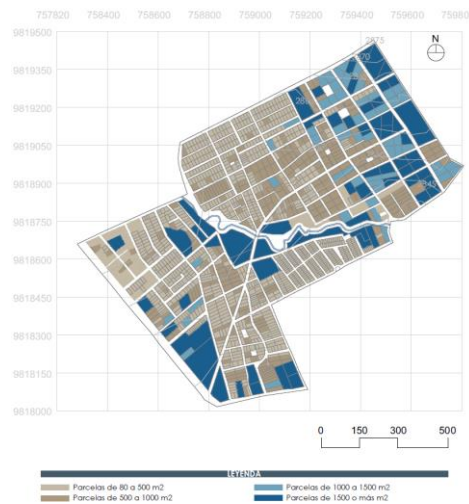 757820 758400 758600 758800 759000 759200 759400 759600 759800
9819500
N
9819350
9819200
9819050
9818900
9818750
9818600
9818450
9818300
9818150
9818000
0 150 300 500
LEYENDA
Parcelas de 80 a 500 m2
Parcelas de 1000 a 1500 m2
Parcelas de 500 a 1000 m2
Parcelas de 1500 o más m2